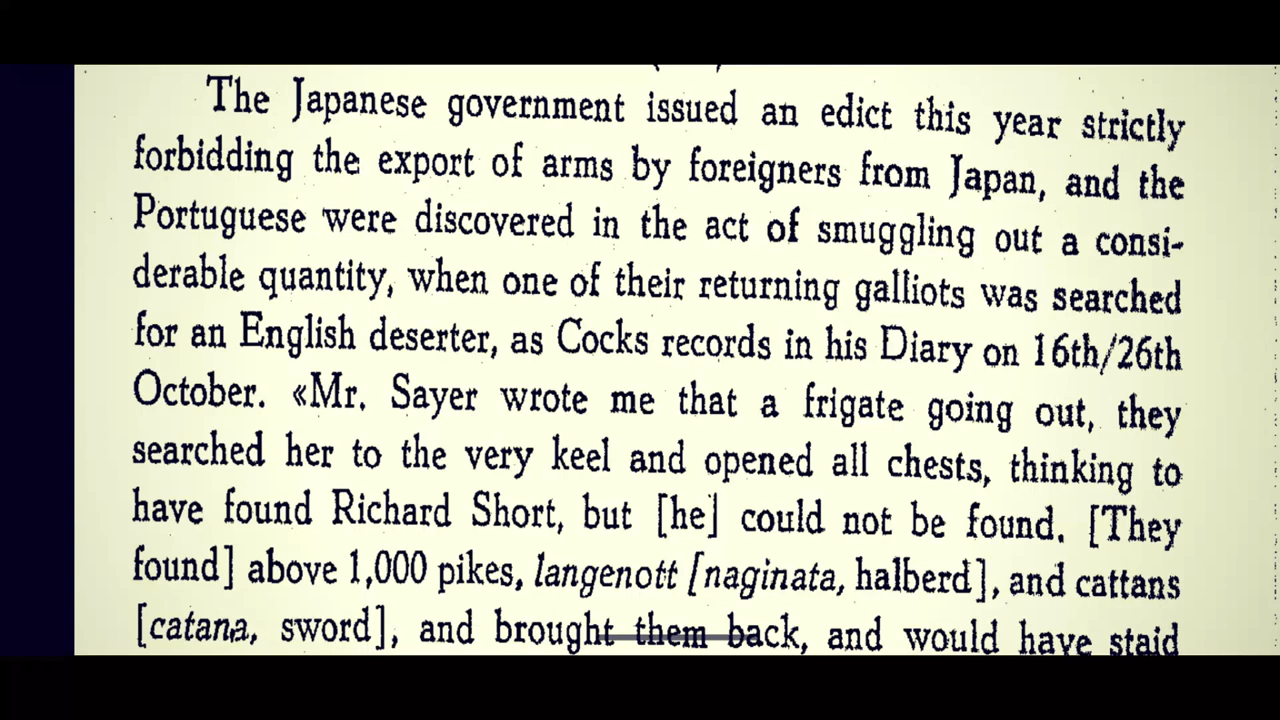 The Japanese government issued an edict this year strictly
forbidding the export of arms by foreigners from Japan, and the
Portuguese were discovered in the act of smuggling out a consi-
derable quantity, when one of their returning galliots was searched
for an English deserter, as Cocks records in his Diary on 16th/26th
October. «Mr. Sayer wrote me that a frigate going out, they
searched her to the very keel and opened all chests, thinking to
have found Richard Short, but [he] could not be found. [They
found] above 1,000 pikes, langenott [naginata, halberd], and cattans
[catana, sword], and brought them back, and would have staid